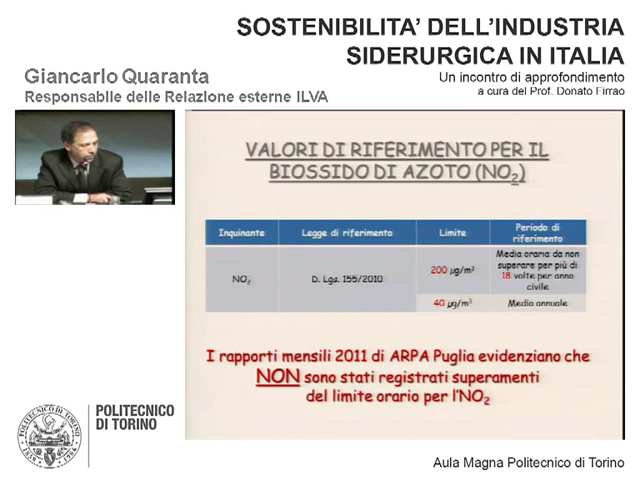 SOSTENIBILITA' DELL'INDUSTRIA
SIDERURGICA IN ITALIA
Giancarlo Quaranta
Responsabile delle Relazione esterne ILVA
Un incontro di approfondimento
a cura del Prof. Donato Firrao
VALORI DI RIFERIMENTO PER IL
BIOSSIDO DI AZOTO (NO2)
Inquinante
Legge di riferimento
Limite
Periodo di
riferimento
NO2
D. Lgs. 155/2010
200 µg/m³
Media oraria da non
superare per più di
18 volte per anno
civile
40 µg/m³
Media annuale
I rapporti mensili 2011 di ARPA Puglia evidenziano che
NON sono stati registrati superamenti
del limite orario per l'NO2
POLITECNICO DI TORINO
1859
POLITECNICO
DI TORINO
Aula Magna Politecnico di Torino